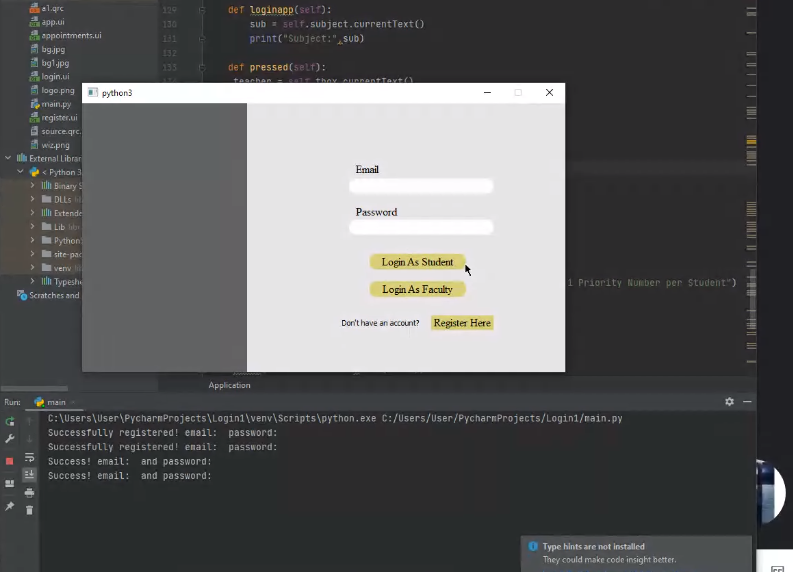 a1.qrc
app.ui
appointments.ui
bg.jpg
bg1.jpg
login.ui
logo.png
main.py
register.ui
source.qrc.
wiz.png
External Librar
< Python 3
Binary S
DLLs
Extende
Lib
Python
site-pac
venv
Typeshe
Scratches and
129
130
131
133
def loginapp(self):
sub = self.subject.currentText()
print("Subject:",sub)
def pressed(self):
teacher = self.tbox.currentText()
1 Priority Number per Student")
Application
python3
Email
Password
Login As Student
Login As Faculty
Don't have an account? Register Here
Run: main
C:\Users\User\PycharmProjects\Login1\venv\Scripts\python.exe C:/Users/User/PycharmProjects/Login1/main.py
Successfully registered! email:  password:
Successfully registered! email:  password:
Success! email:  and password:
Success! email:  and password:
Type hints are not installed
They could make code insight better.